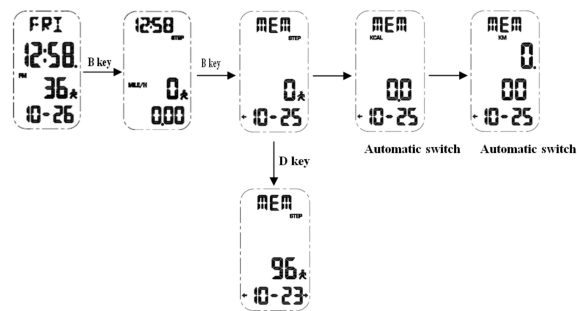 FRI
12:58.
PM
36
10-26
B key
12:58
STEP
MILE/H
0
0.00
B key
MEM
STEP
0
10-25
MEM
KCAL
0.0
10-25
Automatic switch
MEM
KM
0.
00
10-25
Automatic switch
D key
MEM
STEP
96
10-23